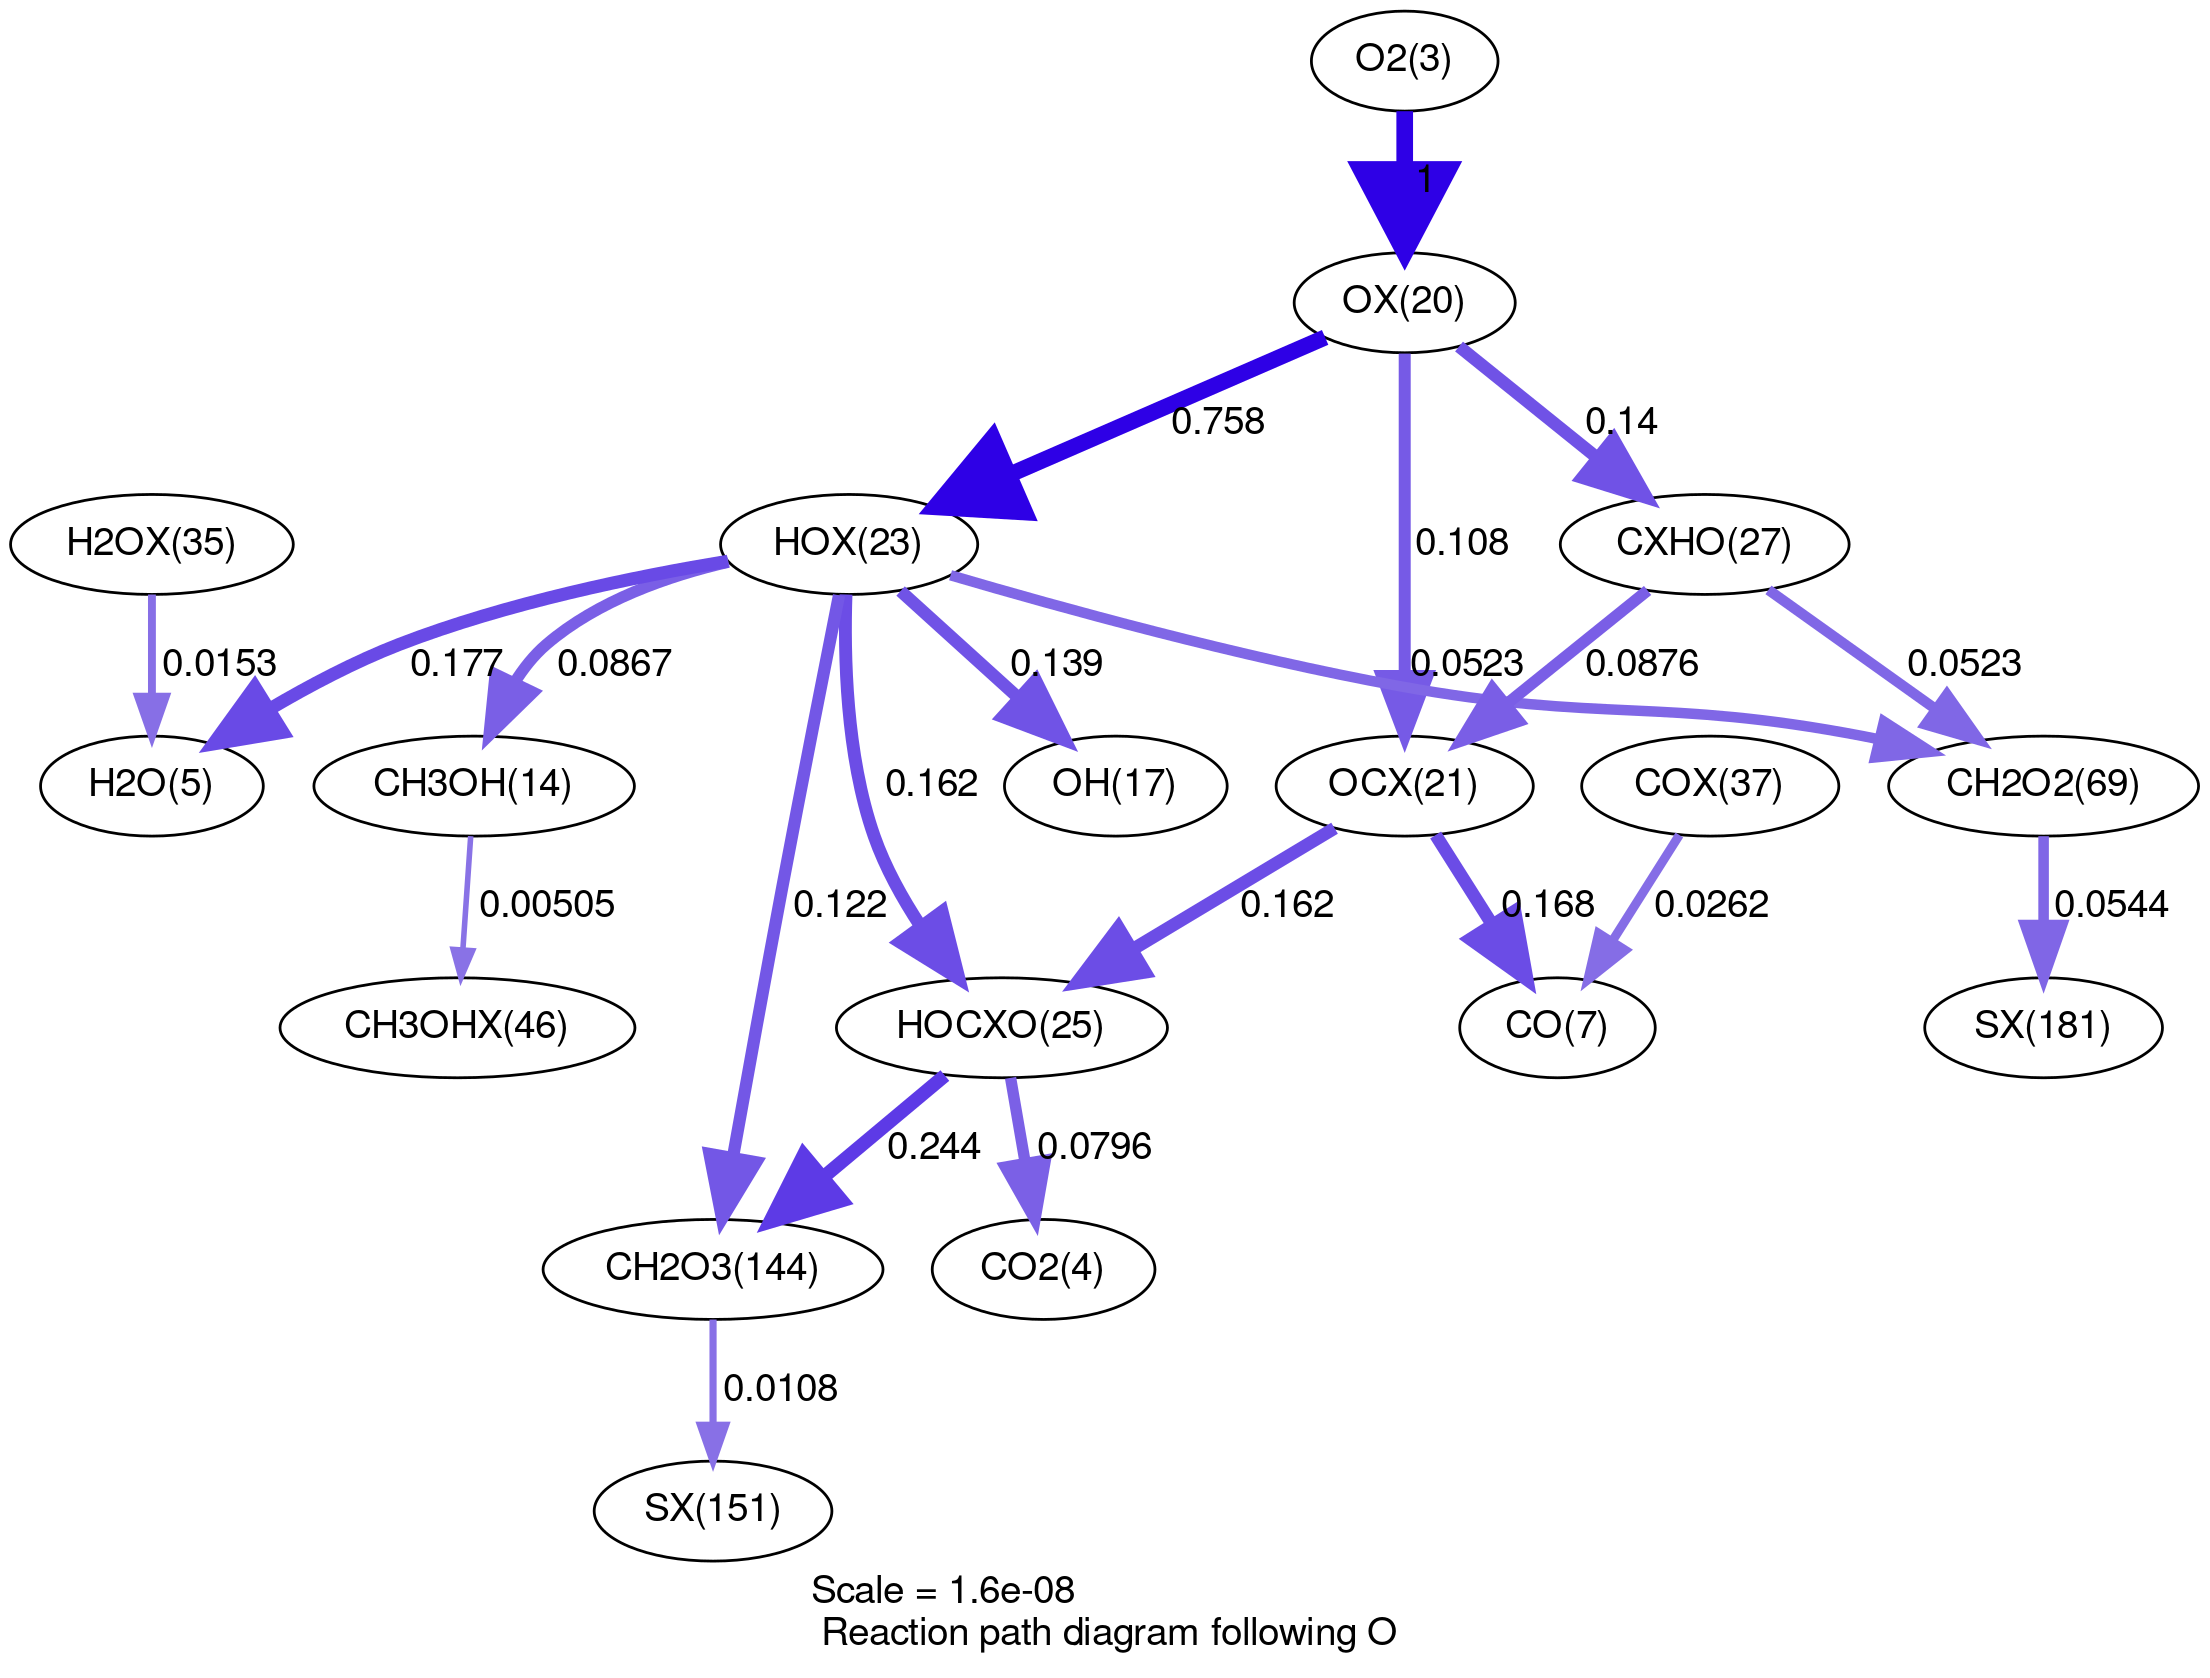 O2(3)
1
OX(20)
0.758
0.14
H2OX(35)
HOX(23)
0.108
CXHO(27)
0.0153
0.177
0.0867
0.139
0.0523
0.0876
0.0523
H2O(5)
CH3OH(14)
0.162
OH(17)
OCX(21)
COX(37)
CH2O2(69)
0.00505
0.122
0.162
0.168
0.0262
0.0544
CH3OHX(46)
HOCXO(25)
CO(7)
SX(181)
0.244
0.0796
CH2O3(144)
CO2(4)
0.0108
SX(151)
Scale = 1.6e-08
Reaction path diagram following O